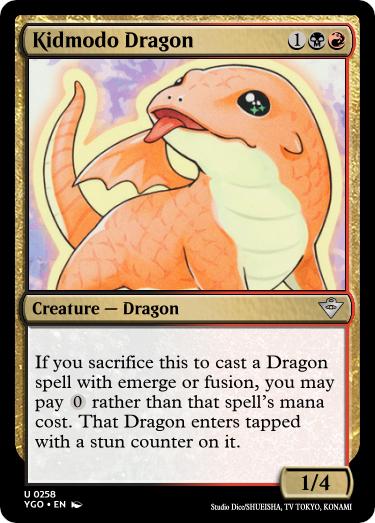 Kidmodo Dragon 1
Creature — Dragon
If you sacrifice this to cast a Dragon
spell with emerge or fusion, you may
pay 0 rather than that spell's mana
cost. That Dragon enters tapped
with a stun counter on it.
1/4
U 0258
YGO • EN
Studio Dice/SHUEISHA, TV TOKYO, KONAMI